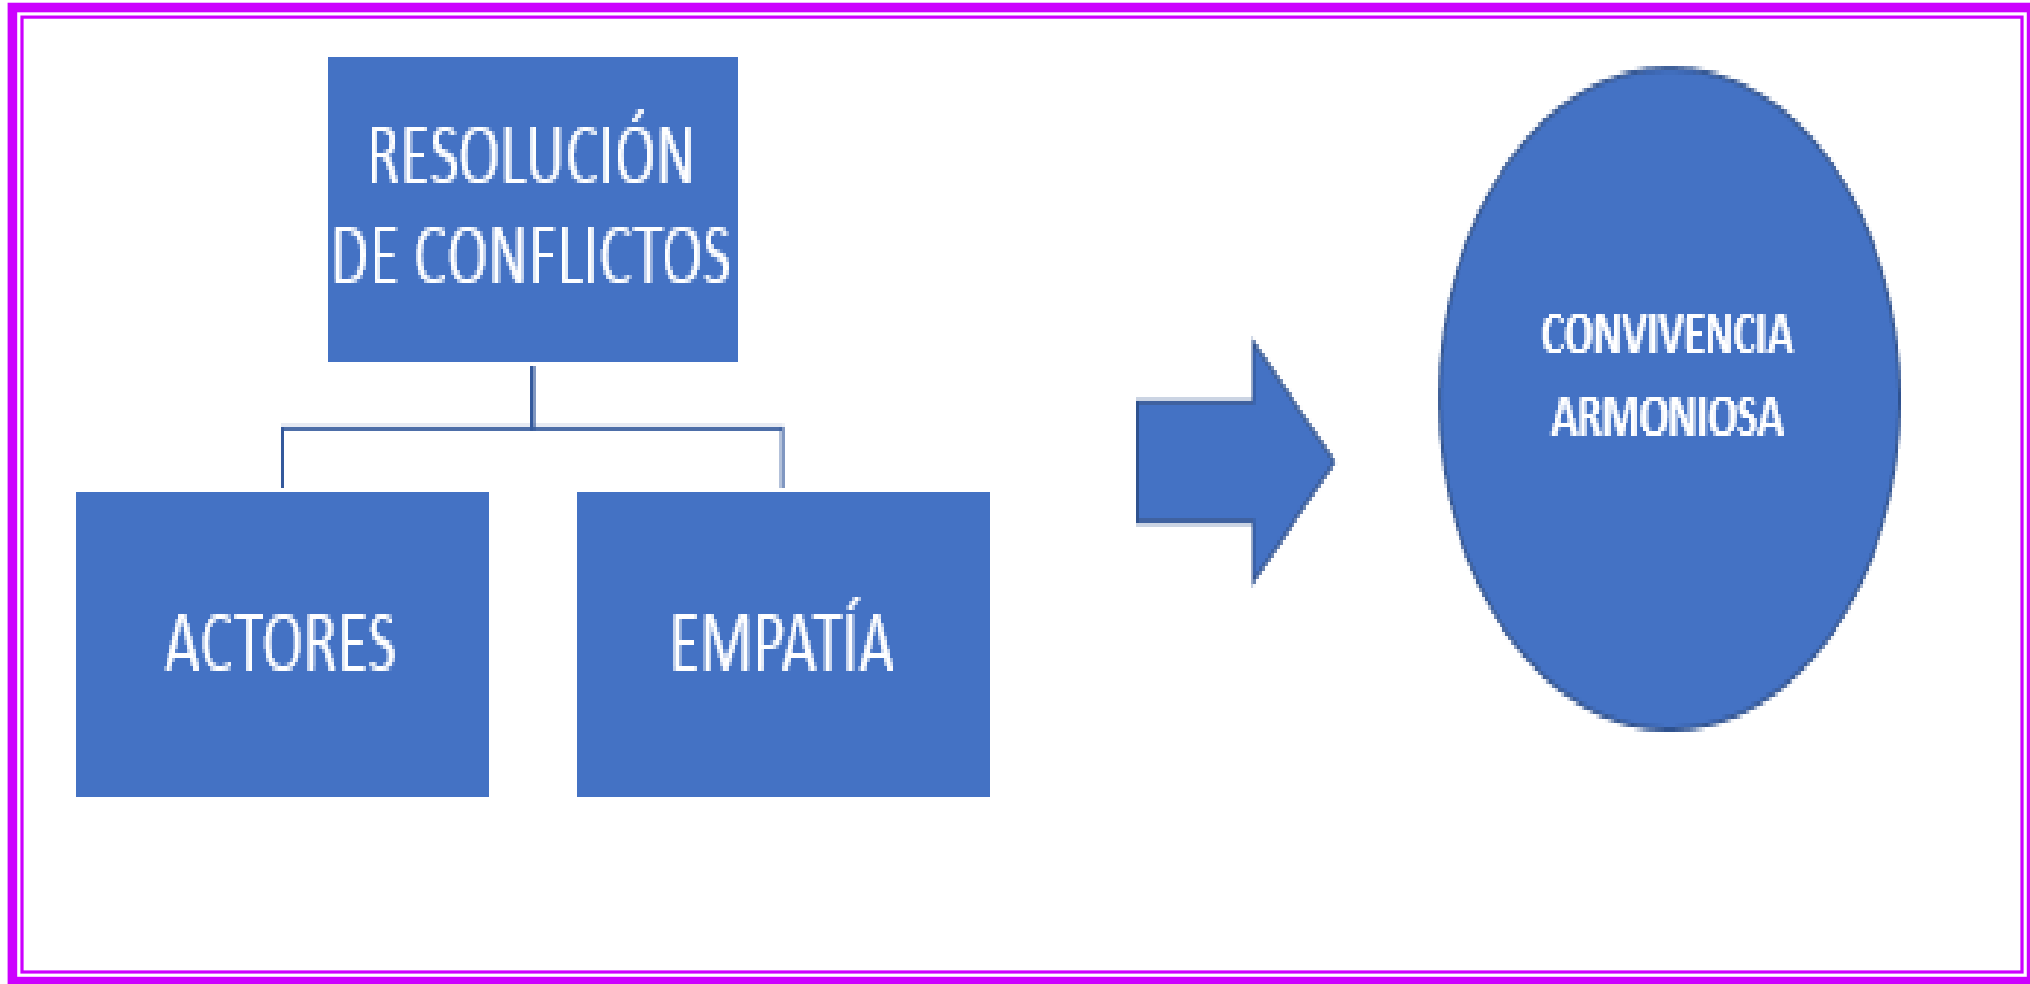 RESOLUCIÓN
DE CONFLICTOS
ACTORES
EMPATÍA
CONVIVENCIA
ARMONIOSA